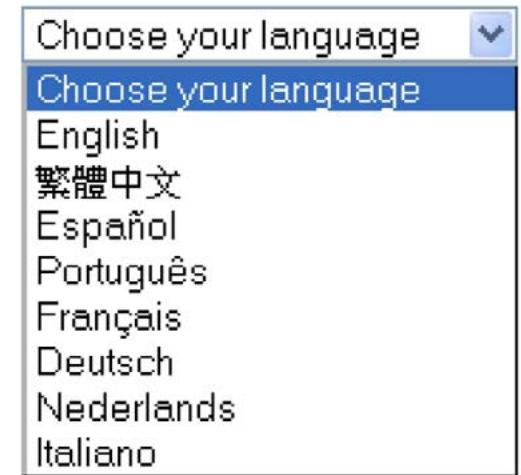 Choose your language
Choose your language
English
繁體中文
Español
Português
Français
Deutsch
Nederlands
Italiano